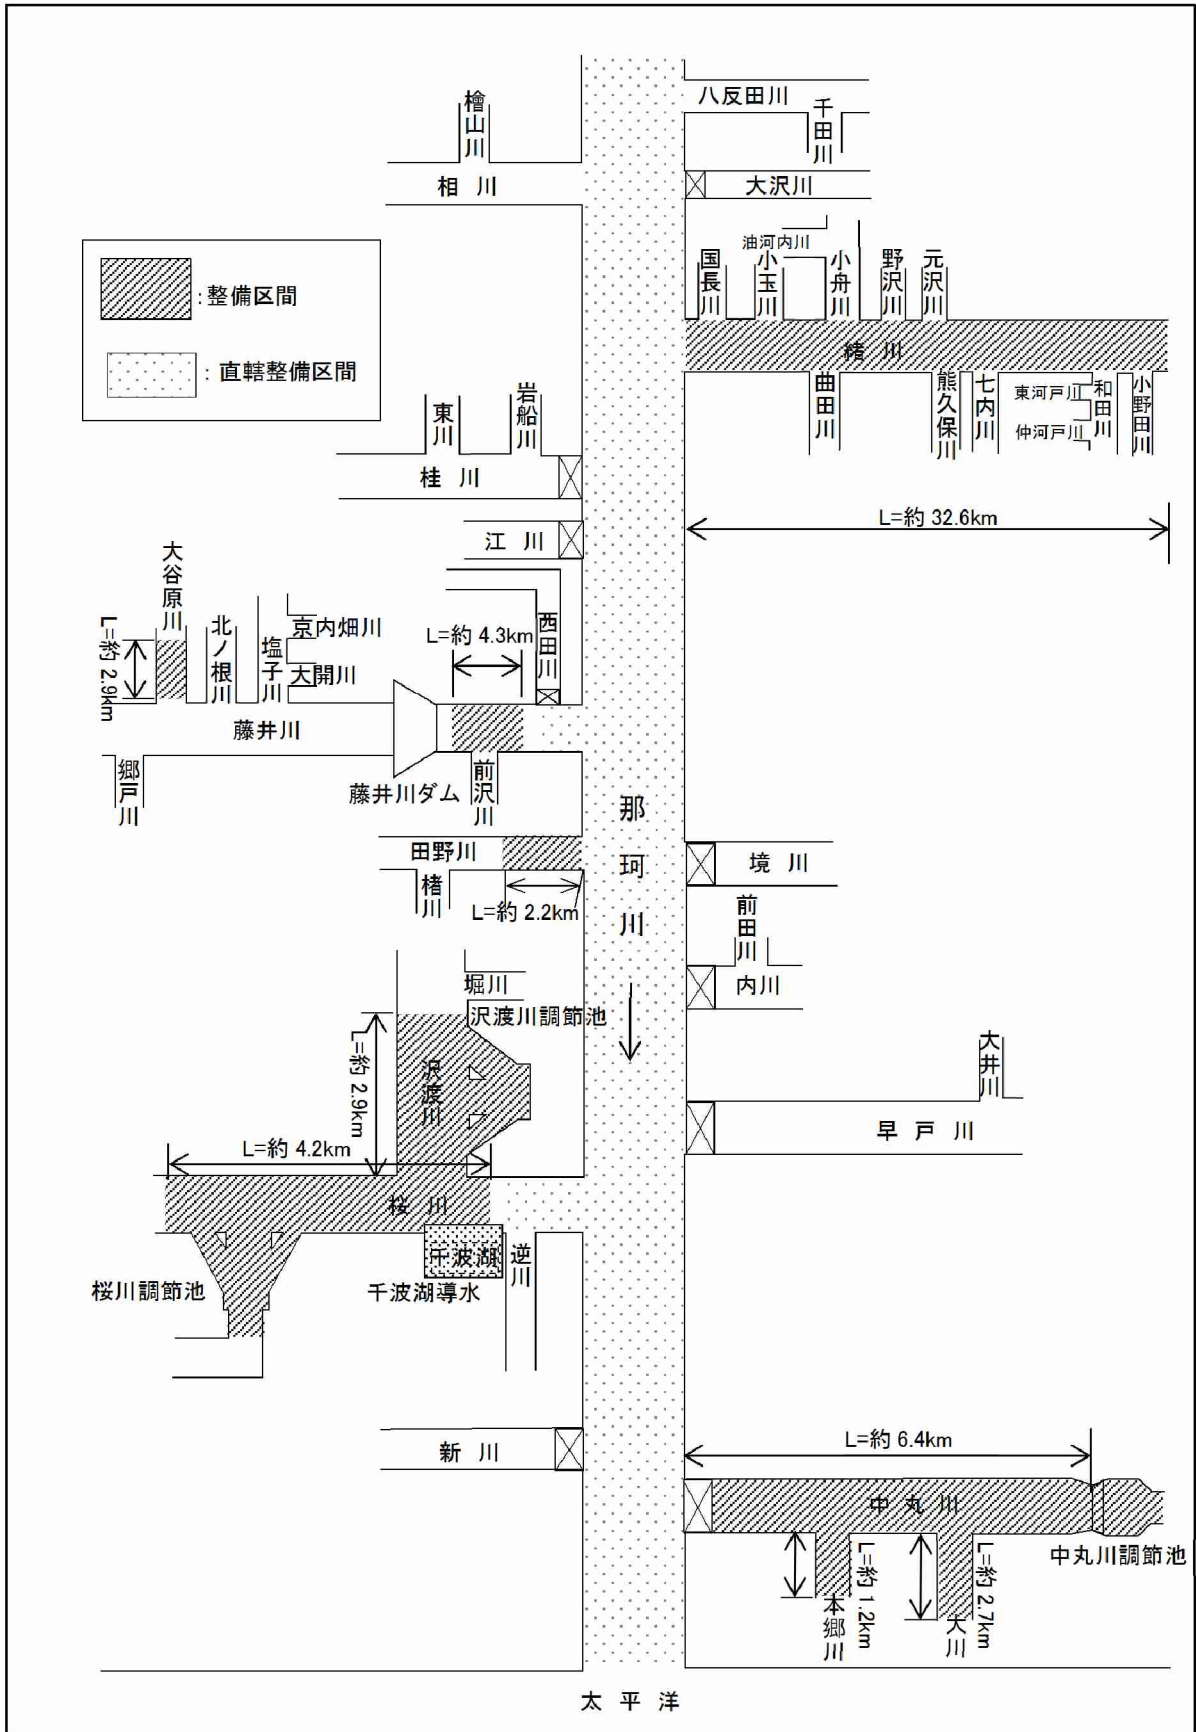 八反田川
千田川
檜山川
相川
大沢川
油河内川
国長川
小玉川
小舟川
野沢川
元沢川
緒川
：整備区間
：直轄整備区間
曲田川
熊久保川
七内川
東河戸川
仲河戸川
和田川
小野田川
岩船川
東川
桂川
L=約 32.6km
江川
大谷原川
L=約 2.9km
北ノ根川
塩子川
京内畑川
大開川
L=約 4.3km
西田川
藤井川
郷戸川
藤井川ダム
前沢川
那珂川
田野川
楮川
L=約 2.2km
境川
前田川
内川
堀川
沢渡川調節池
沢渡川
L=約 2.9km
大井川
早戸川
L=約 4.2km
桜川
千波湖
逆川
桜川調節池
千波湖導水
新川
L=約 6.4km
中丸川
中丸川調節池
L=約 1.2km
本郷川
L=約 2.7km
大川
太平洋